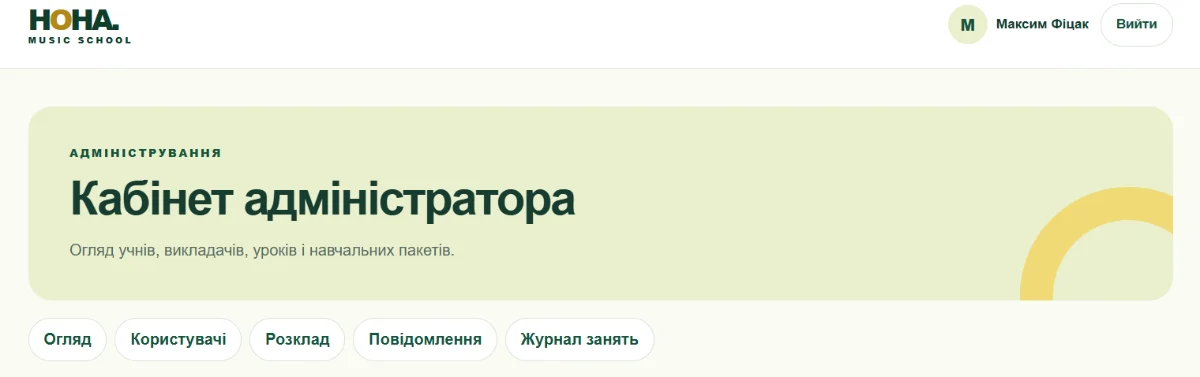 НОНА.
MUSIC SCHOOL
М
Максим Фіцак
Вийти
АДМІНІСТРУВАННЯ
Кабінет адміністратора
Огляд учнів, викладачів, уроків і навчальних пакетів.
Огляд
Користувачі
Розклад
Повідомлення
Журнал занять